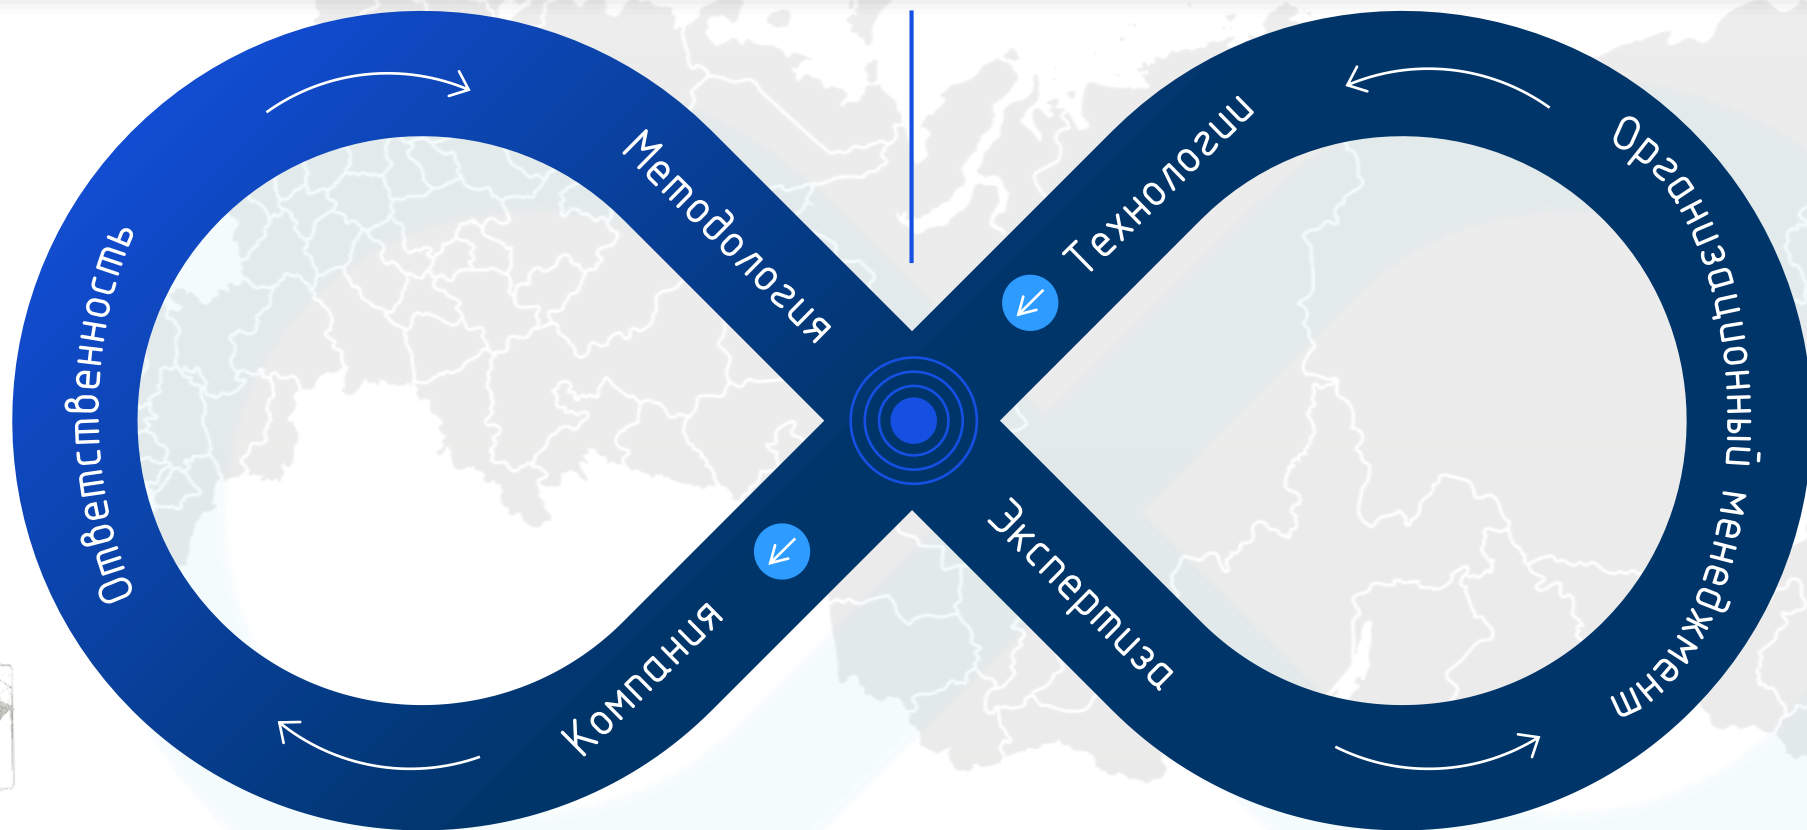 Ответственность
Методология
Компания
Технологии
Экспертиза
Организационный менеджмент